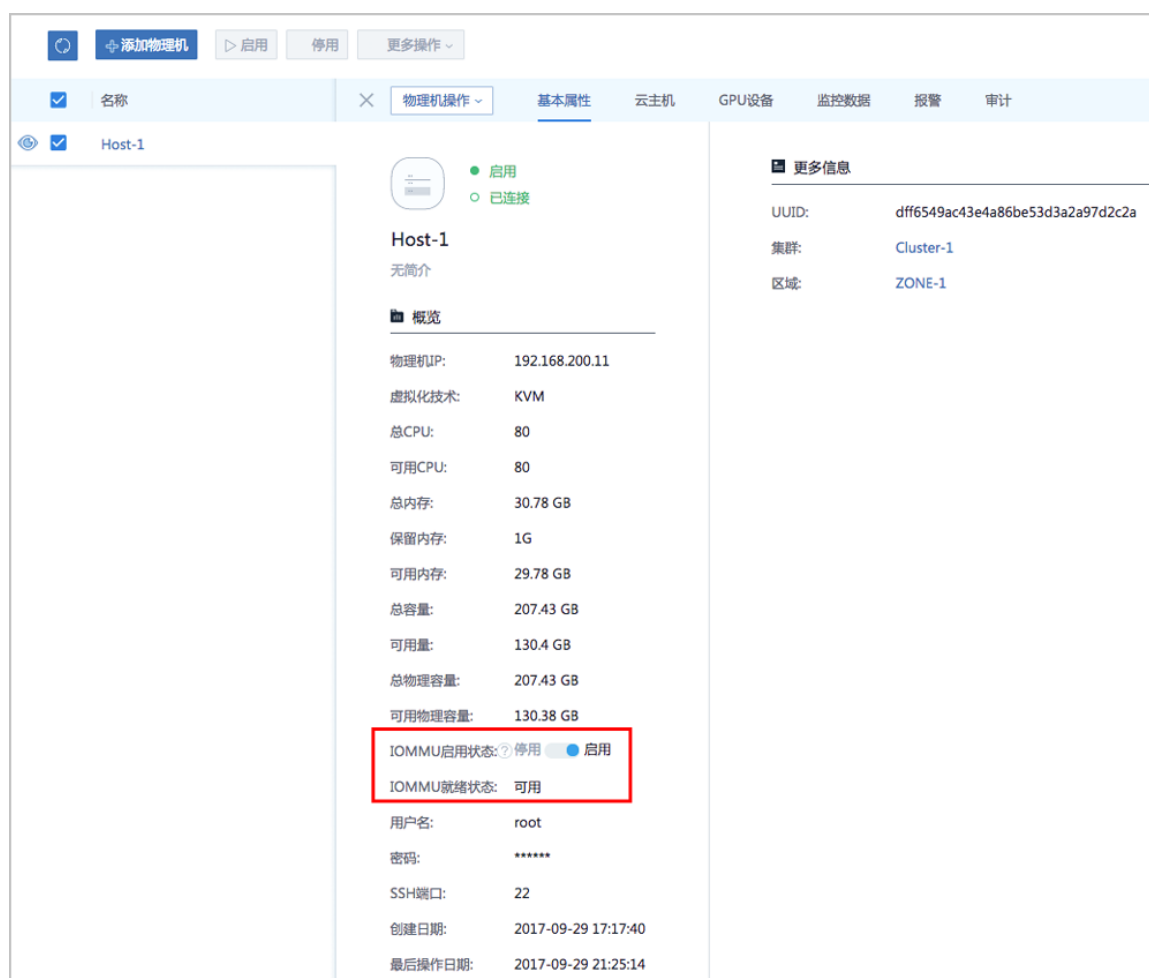 添加物理机 启用 停用 更多操作
名称 物理机操作 基本属性 云主机 GPU设备 监控数据 报警 审计
Host-1
启用
已连接
Host-1
无简介
概览
物理机IP: 192.168.200.11
虚拟化技术: KVM
总CPU: 80
可用CPU: 80
总内存: 30.78 GB
保留内存: 1G
可用内存: 29.78 GB
总容量: 207.43 GB
可用量: 130.4 GB
总物理容量: 207.43 GB
可用物理容量: 130.38 GB
IOMMU启用状态: ? 停用 启用
IOMMU就绪状态: 可用
用户名: root
密码: ******
SSH端口: 22
创建日期: 2017-09-29 17:17:40
最后操作日期: 2017-09-29 21:25:14
更多信息
UUID: dff6549ac43e4a86be53d3a2a97d2c2a
集群: Cluster-1
区域: ZONE-1